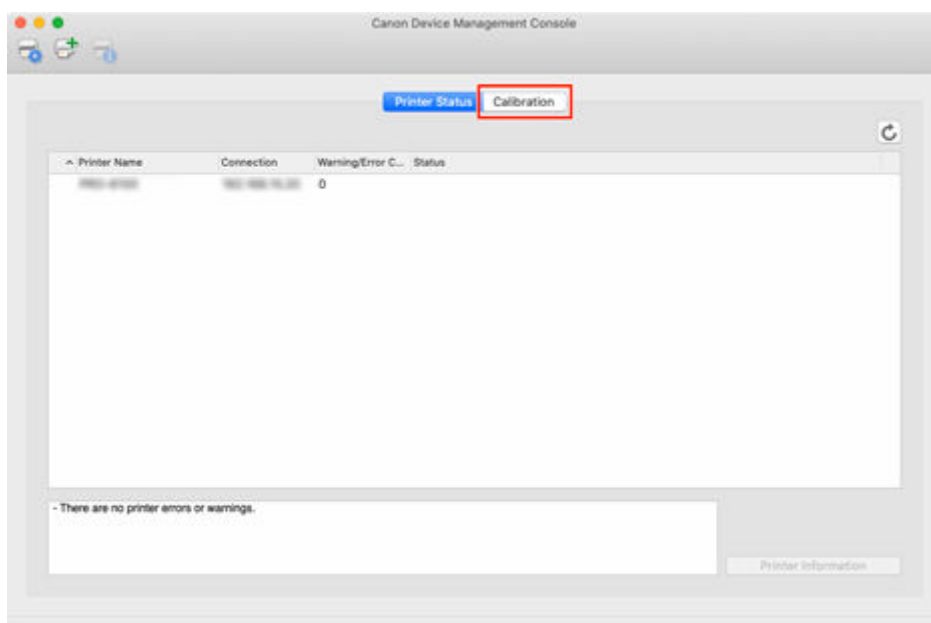 Canon Device Management Console
Printer Status Calibration
Printer Name Connection Warning/Error C... Status
0
- There are no printer errors or warnings.
Printer Information